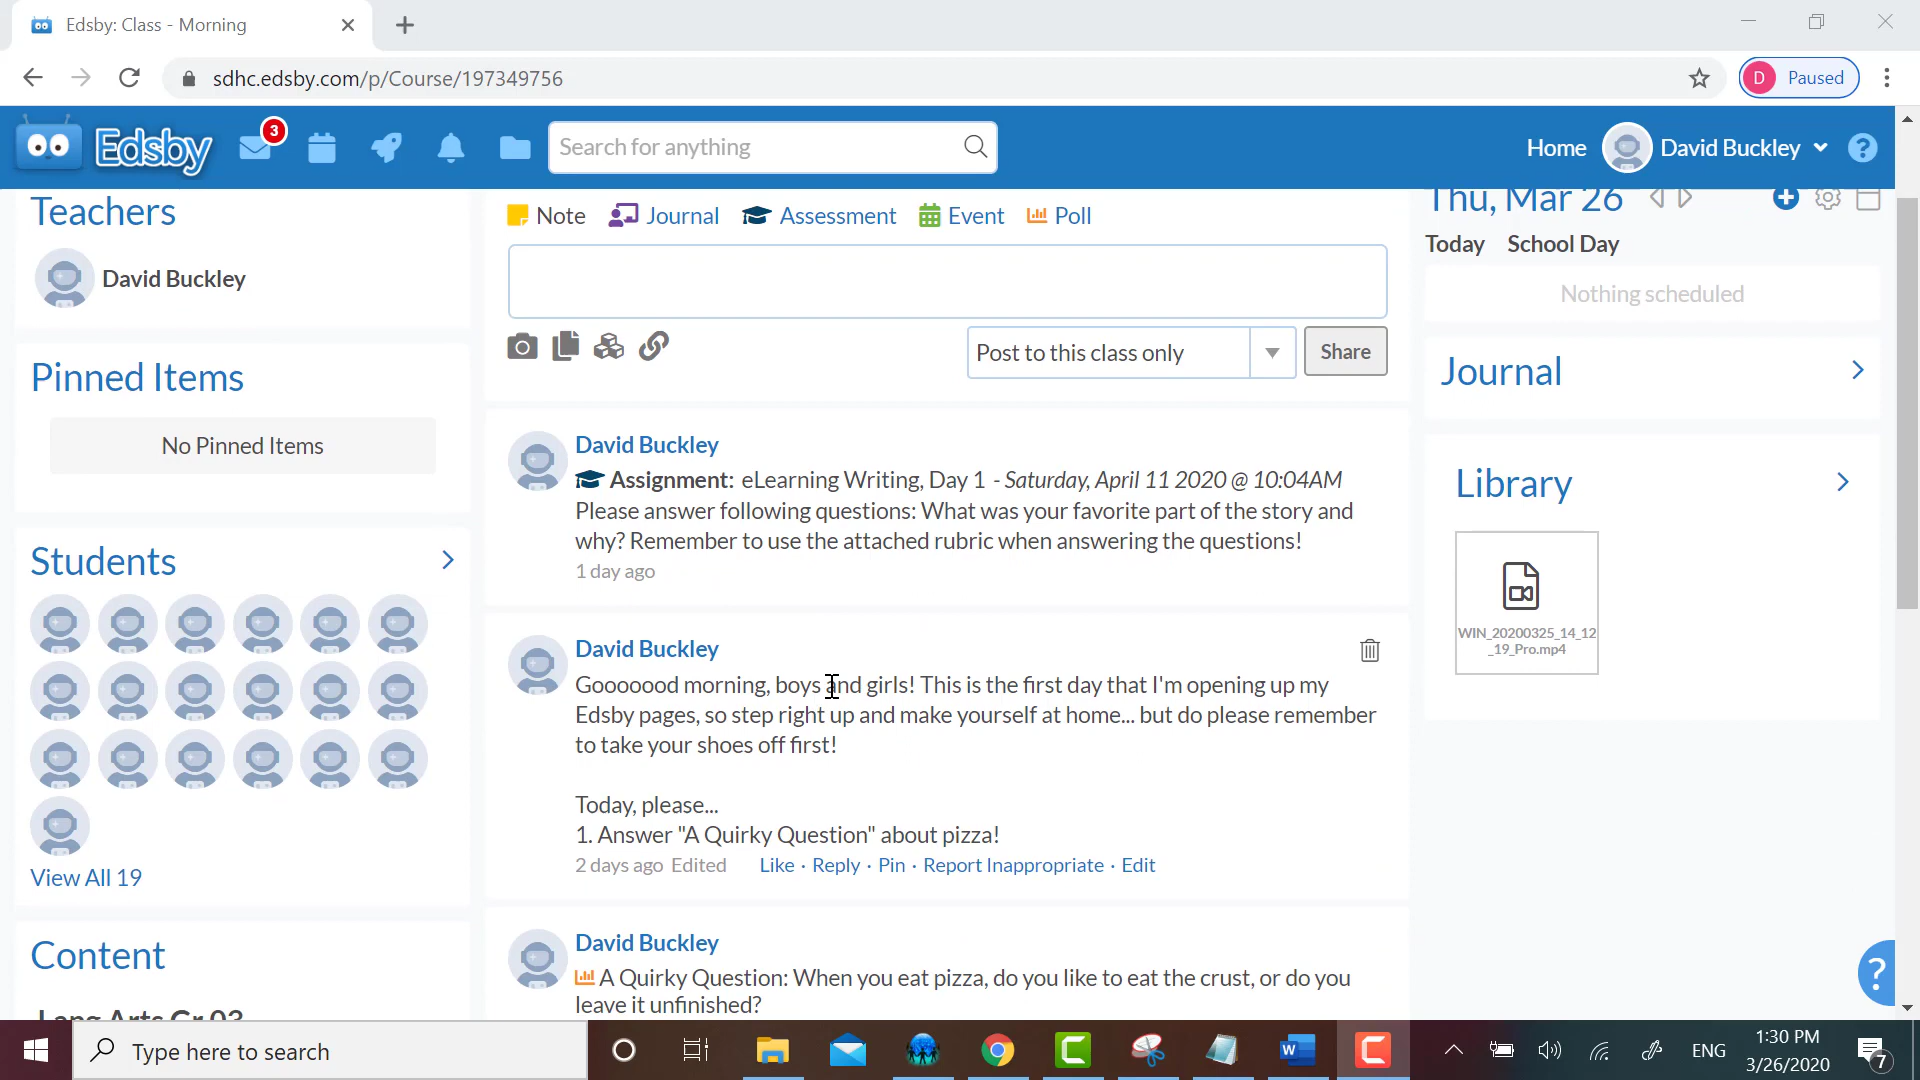 Edsby: Class - Morning
sdhc.edsby.com/p/Course/197349756
D Paused
Edsby
3
Search for anything
Home
David Buckley
?
Teachers
David Buckley
Pinned Items
No Pinned Items
Students
View All 19
Content
Lang Arts Gr 03
Note
Journal
Assessment
Event
Poll
Post to this class only
Share
David Buckley
Assignment: eLearning Writing, Day 1 - Saturday, April 11 2020 @ 10:04AM
Please answer following questions: What was your favorite part of the story and
why? Remember to use the attached rubric when answering the questions!
1 day ago
David Buckley
Gooooood morning, boys and girls! This is the first day that I'm opening up my
Edsby pages, so step right up and make yourself at home... but do please remember
to take your shoes off first!
Today, please...
1. Answer "A Quirky Question" about pizza!
2 days ago Edited Like · Reply · Pin · Report Inappropriate · Edit
David Buckley
A Quirky Question: When you eat pizza, do you like to eat the crust, or do you
leave it unfinished?
Thu, Mar 26
Today School Day
Nothing scheduled
Journal
Library
WIN_20200325_14_12
_19_Pro.mp4
?
Type here to search
W
ENG
1:30 PM
3/26/2020
7